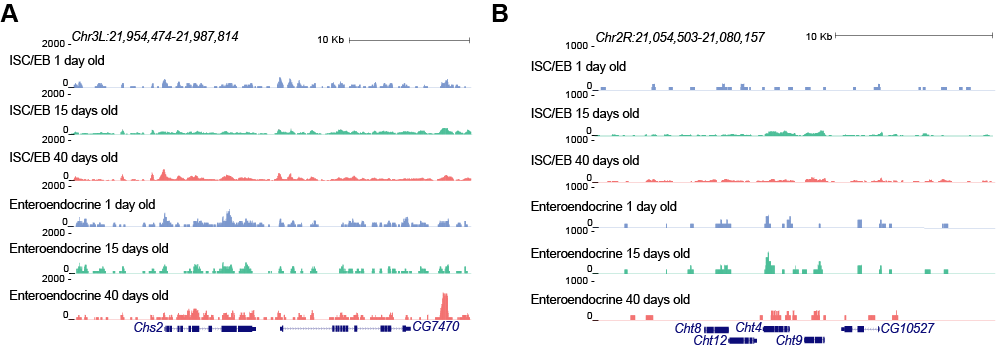 A
Chr3L:21,954,474-21,987,814
10 Kb
2000
ISC/EB 1 day old
0
2000
ISC/EB 15 days old
0
2000
ISC/EB 40 days old
0
2000
Enteroendocrine 1 day old
0
2000
Enteroendocrine 15 days old
0
2000
Enteroendocrine 40 days old
0
Chs2
CG7470
B
Chr2R:21,054,503-21,080,157
10 Kb
1000
ISC/EB 1 day old
0
1000
ISC/EB 15 days old
0
1000
ISC/EB 40 days old
0
1000
Enteroendocrine 1 day old
0
1000
Enteroendocrine 15 days old
0
1000
Enteroendocrine 40 days old
0
Cht8 Cht4 CG10527
Cht12 Cht9